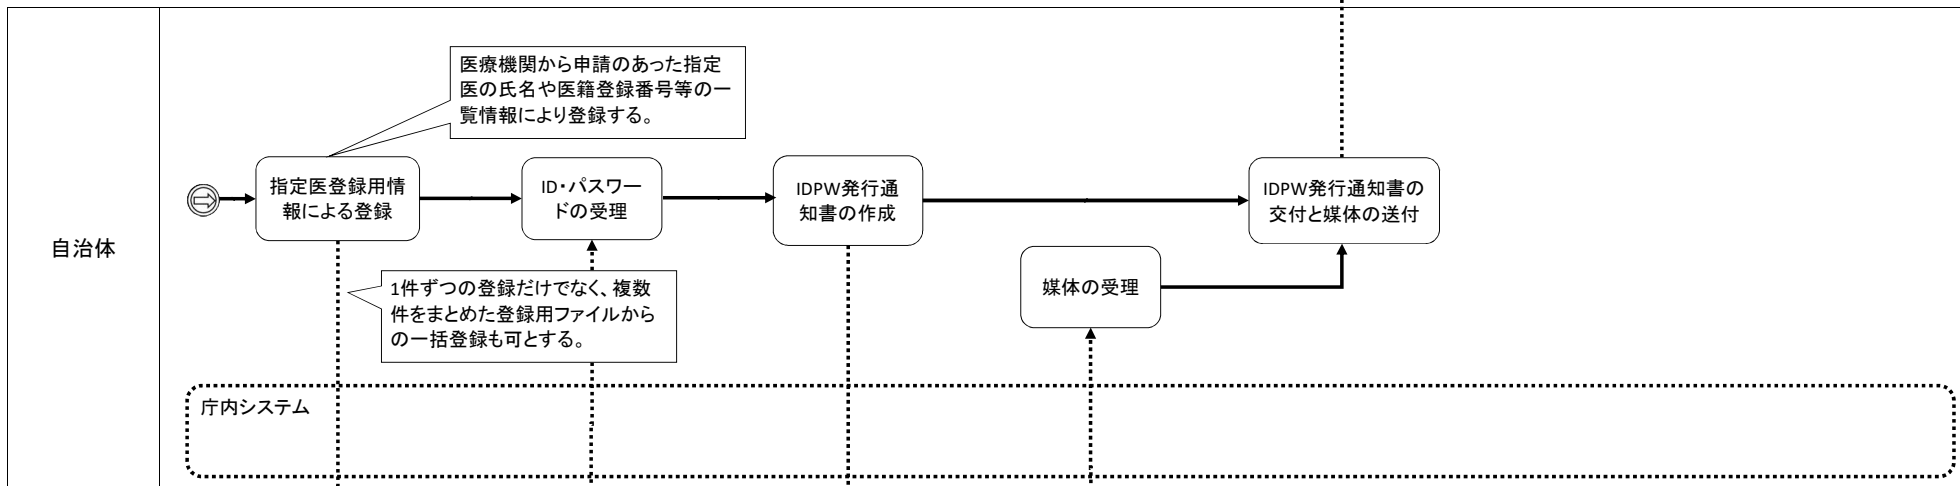 自治体
医療機関から申請のあった指定
医の氏名や医籍登録番号等の一
覧情報により登録する。
指定医登録用情
報による登録
ID・パスワー
ドの受理
IDPW発行通
知書の作成
IDPW発行通知書の
交付と媒体の送付
1件ずつの登録だけでなく、複数
件をまとめた登録用ファイルから
の一括登録も可とする。
媒体の受理
庁内システム